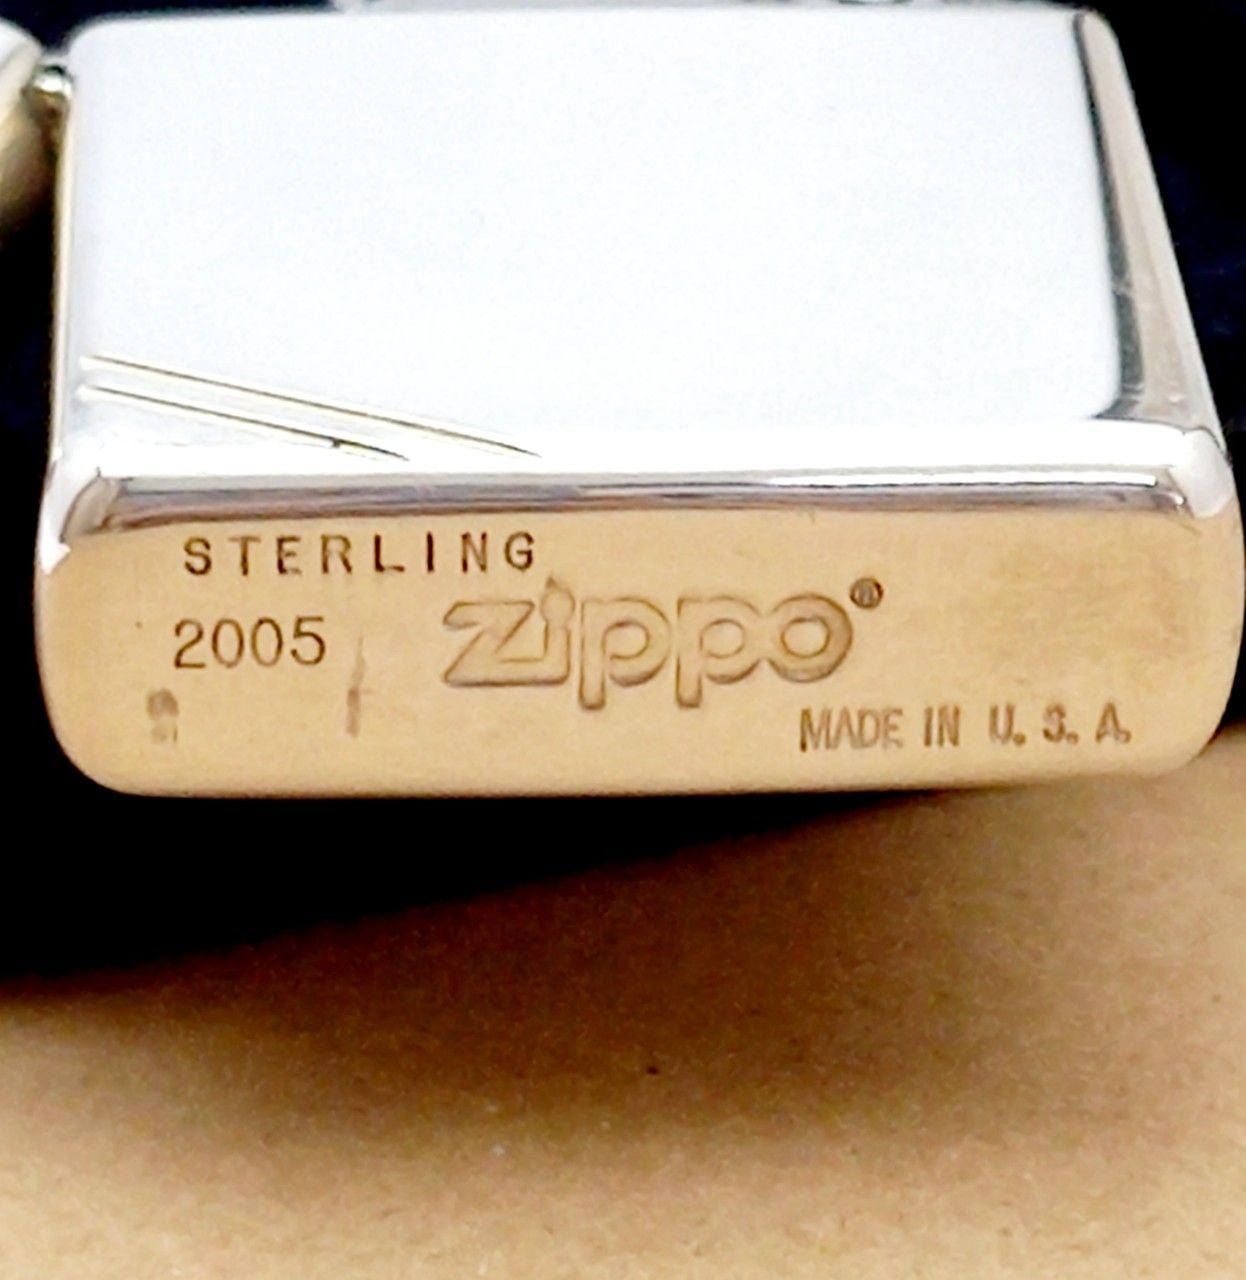 STERLING
2005 zippo®
MADE IN U.S.A.